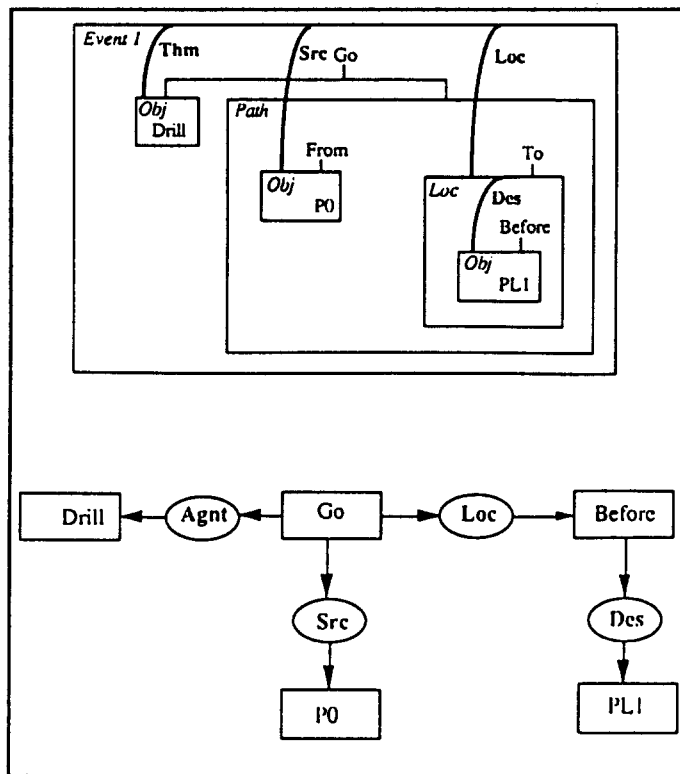 Event 1
Thm
Src Go
Loc
Obj
Drill
Path
From
Obj
P0
To
Loc
Des
Before
Obj
PL1
Drill
Agnt
Go
Loc
Before
Src
Des
P0
PL1